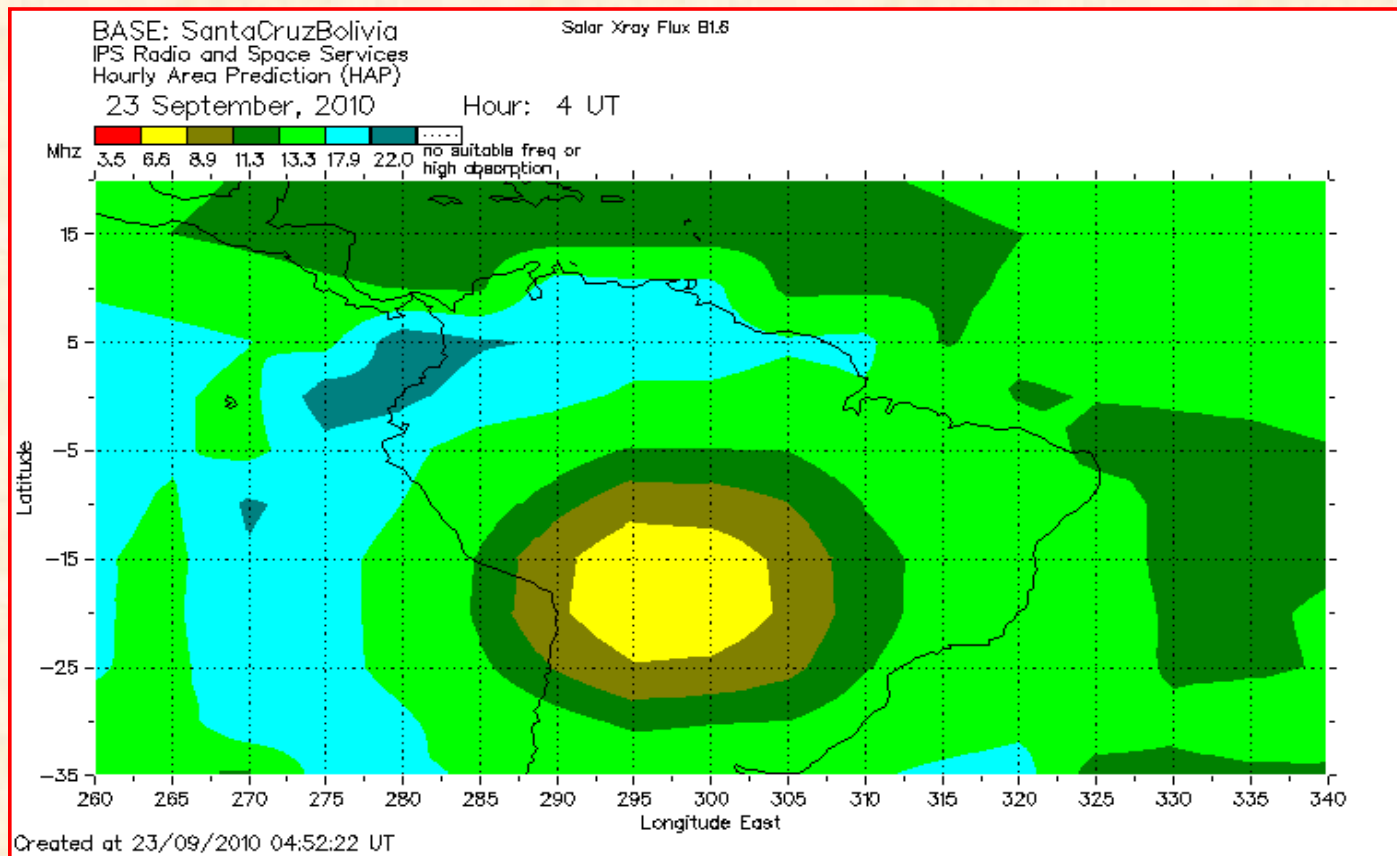 BASE: SantaCruzBolivia
Solar Xray Flux B1.6
IPS Radio and Space Services
Hourly Area Prediction (HAP)
23 September, 2010 Hour: 4 UT
Mhz 3.5 6.6 8.9 11.3 13.3 17.9 22.0 no suitable freq or
high absorption
15
5
-5
-15
-25
-35
Latitude
260 265 270 275 280 285 290 295 300 305 310 315 320 325 330 335 340
Longitude East
Created at 23/09/2010 04:52:22 UT